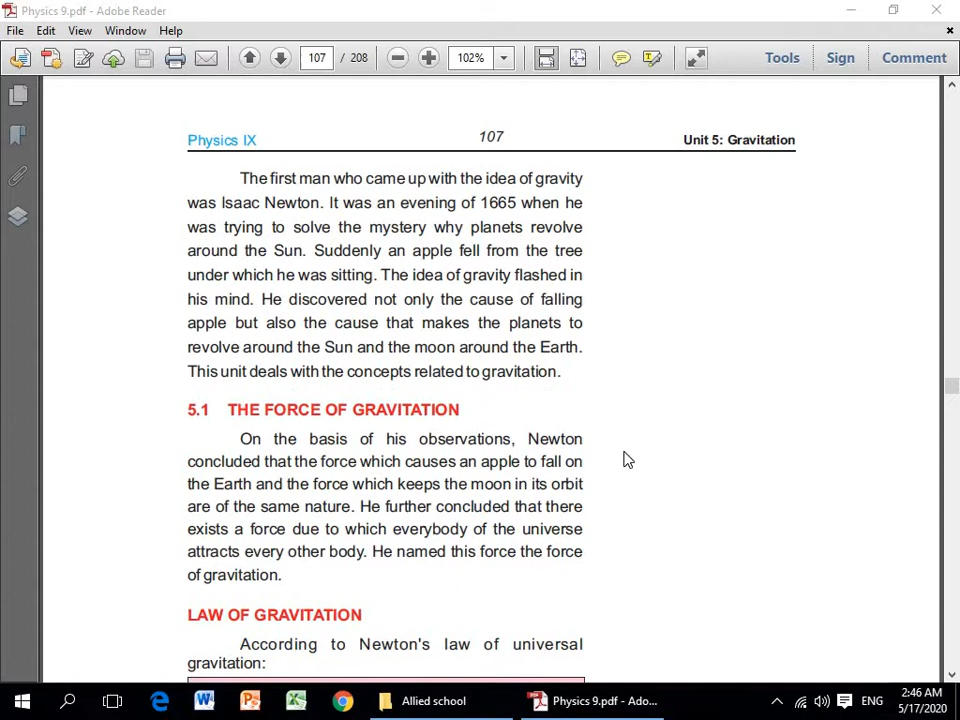 Physics 9.pdf - Adobe Reader
File Edit View Window Help
107 / 208 102% Tools Sign Comment
Physics IX 107 Unit 5: Gravitation
The first man who came up with the idea of gravity
was Isaac Newton. It was an evening of 1665 when he
was trying to solve the mystery why planets revolve
around the Sun. Suddenly an apple fell from the tree
under which he was sitting. The idea of gravity flashed in
his mind. He discovered not only the cause of falling
apple but also the cause that makes the planets to
revolve around the Sun and the moon around the Earth.
This unit deals with the concepts related to gravitation.
5.1 THE FORCE OF GRAVITATION
On the basis of his observations, Newton
concluded that the force which causes an apple to fall on
the Earth and the force which keeps the moon in its orbit
are of the same nature. He further concluded that there
exists a force due to which everybody of the universe
attracts every other body. He named this force the force
of gravitation.
LAW OF GRAVITATION
According to Newton's law of universal
gravitation:
Allied school Physics 9.pdf - Ado... ENG 2:46 AM
5/17/2020